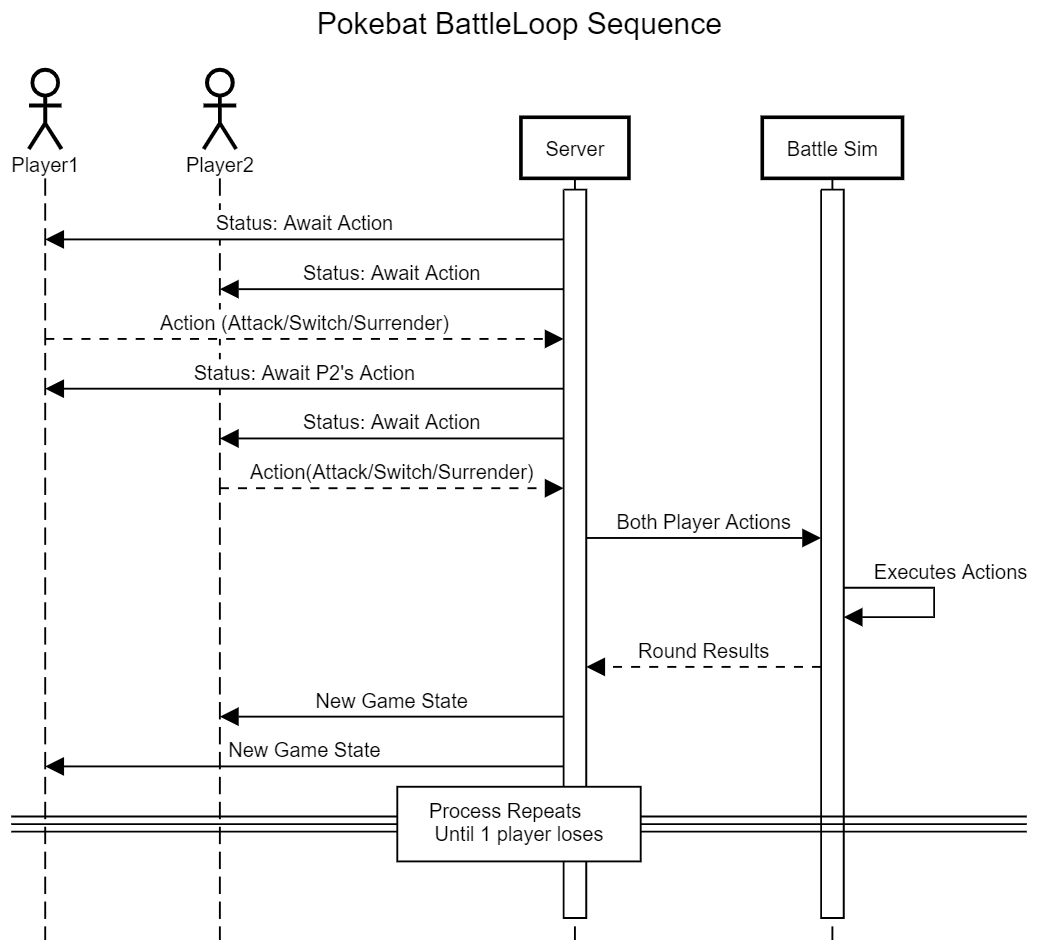 Pokebat BattleLoop Sequence
Player1
Player2
Server
Battle Sim
Status: Await Action
Status: Await Action
Action (Attack/Switch/Surrender)
Status: Await P2's Action
Status: Await Action
Action(Attack/Switch/Surrender)
Both Player Actions
Executes Actions
Round Results
New Game State
New Game State
Process Repeats
Until 1 player loses